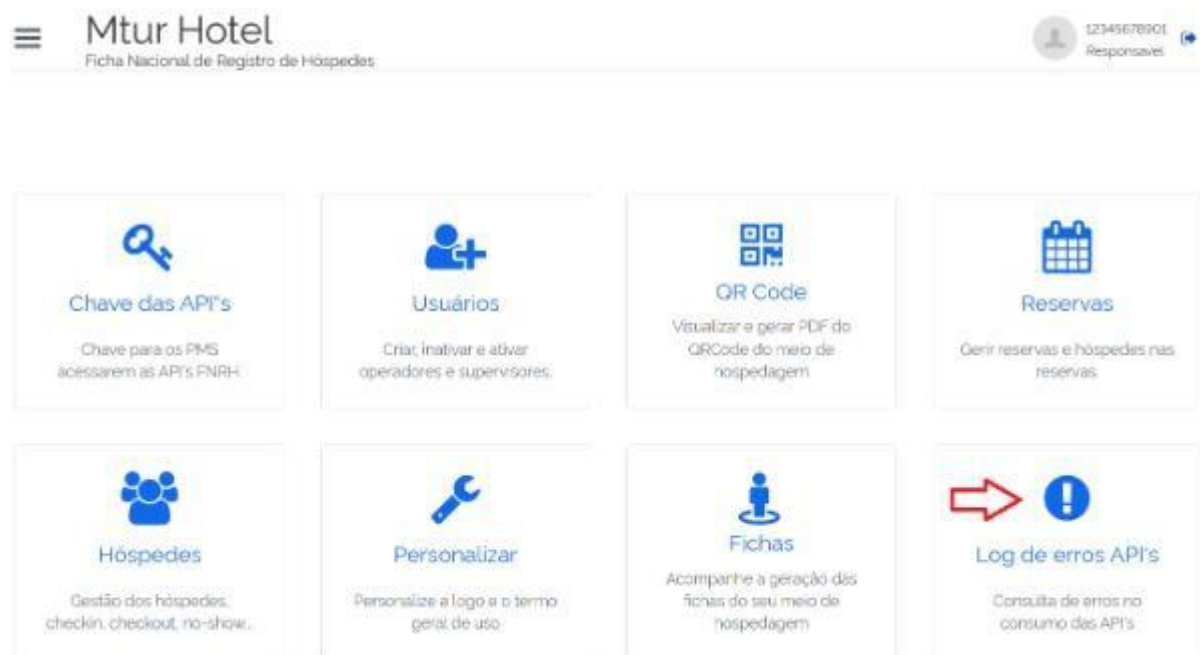 Mtur Hotel
Ficha Nacional de Registro de Hóspedes
12345678901
Responsavel
Chave das API"s
Chave para os PMS
acessarem as API's FNRH.
Usuários
Criar, inativar e ativar
operadores e supervisores.
QR Code
Visualizar e gerar PDF do
QRCode do meio de
hospedagem
Reservas
Gerir reservas e hóspedes nas
reservas
Hóspedes
Gestão dos hóspedes,
checkin, checkout, no-show...
Personalizar
Personalize a logo e o termo
geral de uso
Fichas
Acompanhe a geração das
fichas do seu meio de
hospedagem
Log de erros API's
Consulta de erros no
consumo das API's